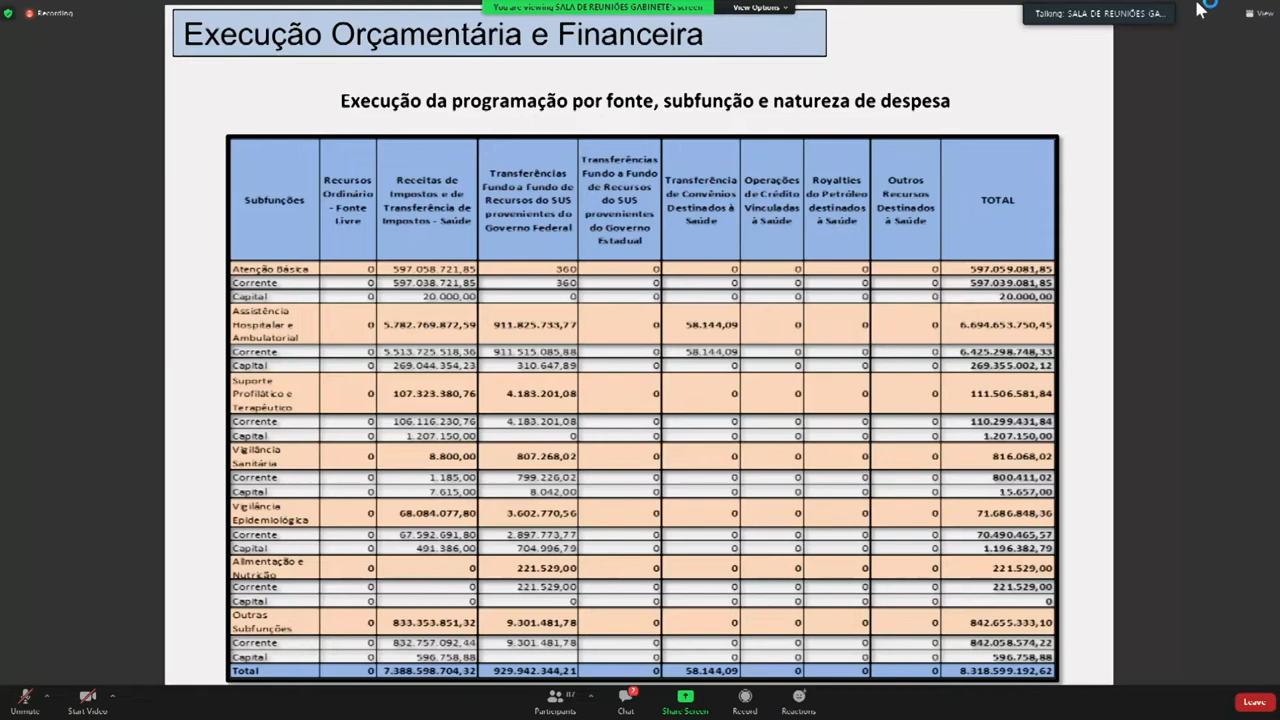 You are viewing SALA DE REUNIÕES GABINETE's screen View Options
Recording
Talking: SALA DE REUNIÕES GA...
View
Execução Orçamentária e Financeira
Execução da programação por fonte, subfunção e natureza de despesa
Subfunções | Recursos Ordinário - Fonte Livre | Receitas de Impostos e de Transferência de Impostos - Saúde | Transferências Fundo a Fundo de Recursos do SUS provenientes do Governo Federal | Transferências Fundo a Fundo de Recursos do SUS provenientes do Governo Estadual | Transferência de Convênios Destinados à Saúde | Operações de Crédito Vinculadas à Saúde | Royalties do Petróleo destinados à Saúde | Outros Recursos Destinados à Saúde | TOTAL
Atenção Básica 0 597.058.721,85 360 0 0 0 0 0 597.059.081,85
Corrente 0 597.038.721,85 360 0 0 0 0 0 597.039.081,85
Capital 0 20.000,00 0 0 0 0 0 0 20.000,00
Assistência Hospitalar e Ambulatorial 0 5.782.769.872,59 911.825.733,77 0 58.144,09 0 0 0 6.694.653.750,45
Corrente 0 5.513.725.518,36 911.515.085,88 0 58.144,09 0 0 0 6.425.298.748,33
Capital 0 269.044.354,23 310.647,89 0 0 0 0 0 269.355.002,12
Suporte Profilático e Terapêutico 0 107.323.380,76 4.183.201,08 0 0 0 0 0 111.506.581,84
Corrente 0 106.116.230,76 4.183.201,08 0 0 0 0 0 110.299.431,84
Capital 0 1.207.150,00 0 0 0 0 0 0 1.207.150,00
Vigilância Sanitária 0 8.800,00 807.268,02 0 0 0 0 0 816.068,02
Corrente 0 1.185,00 799.226,02 0 0 0 0 0 800.411,02
Capital 0 7.615,00 8.042,00 0 0 0 0 0 15.657,00
Vigilância Epidemiológica 0 68.084.077,80 3.602.770,56 0 0 0 0 0 71.686.848,36
Corrente 0 67.592.691,80 2.897.773,77 0 0 0 0 0 70.490.465,57
Capital 0 491.386,00 704.996,79 0 0 0 0 0 1.196.382,79
Alimentação e Nutrição 0 0 221.529,00 0 0 0 0 0 221.529,00
Corrente 0 0 221.529,00 0 0 0 0 0 221.529,00
Capital 0 0 0 0 0 0 0 0 0
Outras Subfunções 0 833.353.851,32 9.301.481,78 0 0 0 0 0 842.655.333,10
Corrente 0 832.757.092,44 9.301.481,78 0 0 0 0 0 842.058.574,22
Capital 0 596.758,88 0 0 0 0 0 0 596.758,88
Total 0 7.388.598.704,32 929.942.344,21 0 58.144,09 0 0 0 8.318.599.192,62
87
7
Unmute Start Video Participants Chat Share Screen Record Reactions Leave